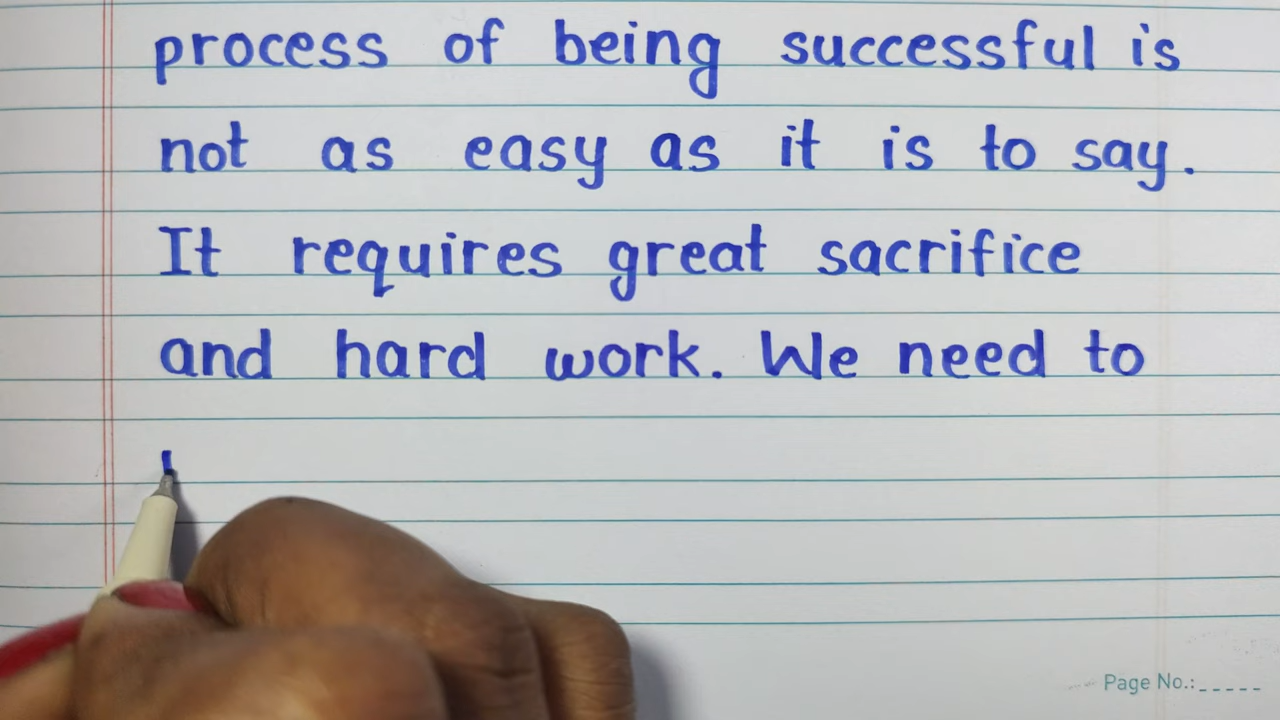 process of being successful is
not as easy as it is to say.
It requires great sacrifice
and hard work. We need to
Page No.:_____